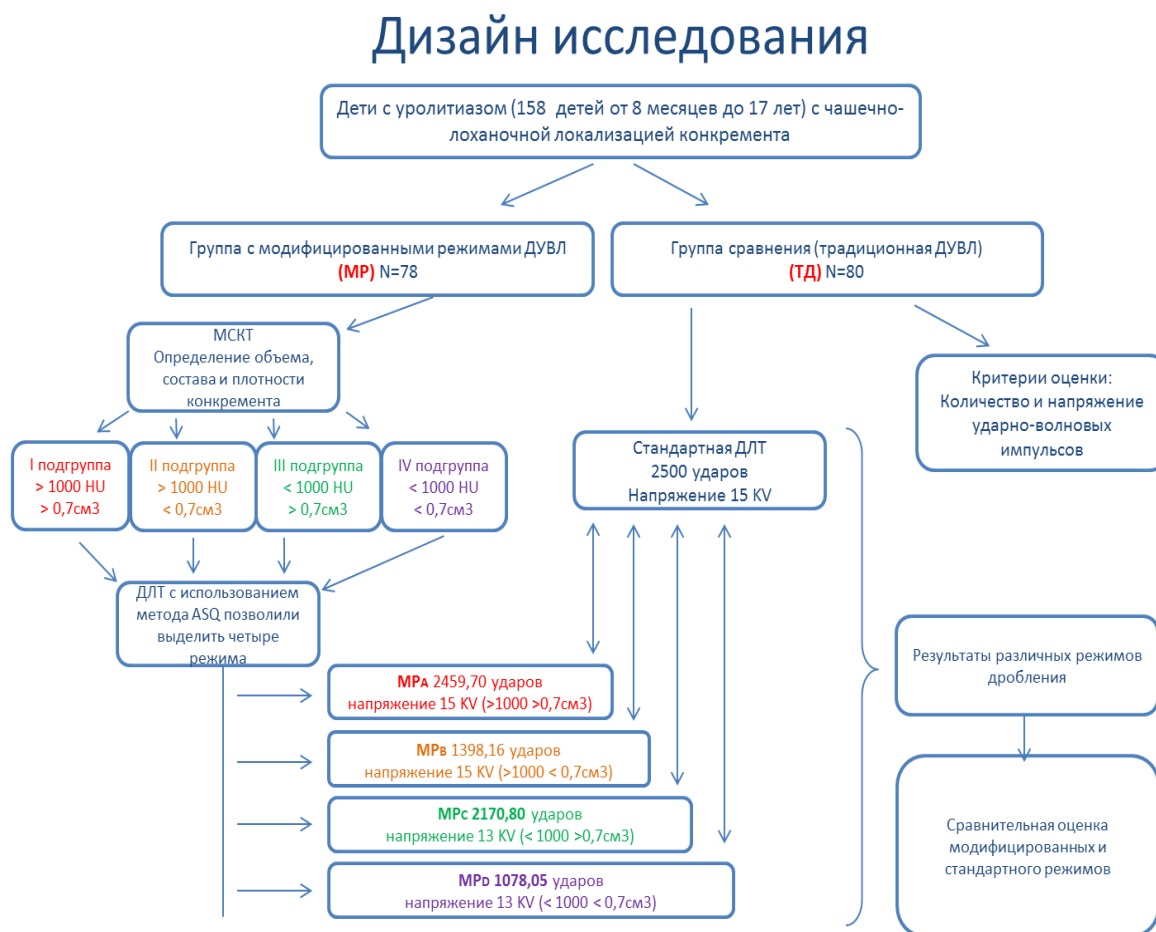 Дизайн исследования
Дети с уролитиазом (158 детей от 8 месяцев до 17 лет) с чашечно-
лоханочной локализацией конкремента
Группа с модифицированными режимами ДУВЛ
(МР) N=78
Группа сравнения (традиционная ДУВЛ)
(ТД) N=80
МСКТ
Определение объема,
состава и плотности
конкремента
Критерии оценки:
Количество и напряжение
ударно-волновых
импульсов
I подгруппа
> 1000 HU
> 0,7см3
II подгруппа
> 1000 HU
< 0,7см3
III подгруппа
< 1000 HU
> 0,7см3
IV подгруппа
< 1000 HU
< 0,7см3
Стандартная ДЛТ
2500 ударов
Напряжение 15 KV
ДЛТ с использованием
метода ASQ позволили
выделить четыре
режима
МРА 2459,70 ударов
напряжение 15 KV (>1000 >0,7см3)
МРВ 1398,16 ударов
напряжение 15 KV (>1000 < 0,7см3)
МРС 2170,80 ударов
напряжение 13 KV (< 1000 >0,7см3)
МРD 1078,05 ударов
напряжение 13 KV (< 1000 < 0,7см3)
Результаты различных режимов
дробления
Сравнительная оценка
модифицированных и
стандартного режимов